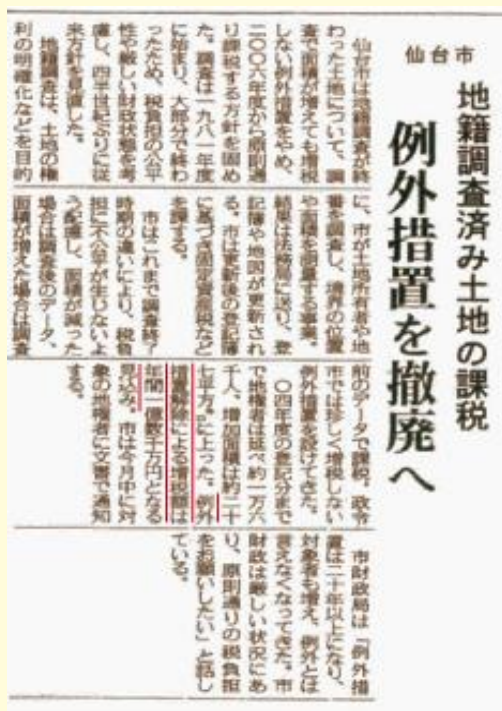 仙台市
地籍調査済み土地の課税
例外措置を撤廃へ
仙台市は地籍調査が終
わった土地について、調
査で面積が増えても増税
しない例外措置をやめ、
二〇〇六年度から原則通
り課税する方針を固め
た。調査は一九八一年度
に始まり、大部分で終わ
ったため、税負担の公平
性や厳しい財政状態を考
慮し、四半世紀ぶりに従
来方針を見直した。
地籍調査は、土地の権
利の明確化などを目的
に、市が土地所有者や地
番を調査し、境界の位置
や面積を測量する事業。
結果は法務局に送り、登
記簿や地図が更新され
る。市は更新後の登記簿
に基づき固定資産税など
を課する。
市はこれまで調査終了
時期の違いにより、税負
担に不公平が生じないよ
う配慮し、面積が減った
場合は調査後のデータ、
面積が増えた場合は調査
前のデータで課税。政令
市では珍しく増税しない
例外措置を設けてきた。
〇四年度の登記分まで
で地権者は延べ約一万六
千人、増加面積は約二十
七平方㌔に上った。例外
措置解除による増税額は
年間一億数千万円となる
見込み。市は今月中に対
象の地権者に文書で通知
する。
市財政局は「例外措
置は二十年以上になり、
対象者も増え、例外とは
言えなくなってきた。市
財政は厳しい状況にあ
り、原則通りの税負担
をお願いしたい」と話し
ている。